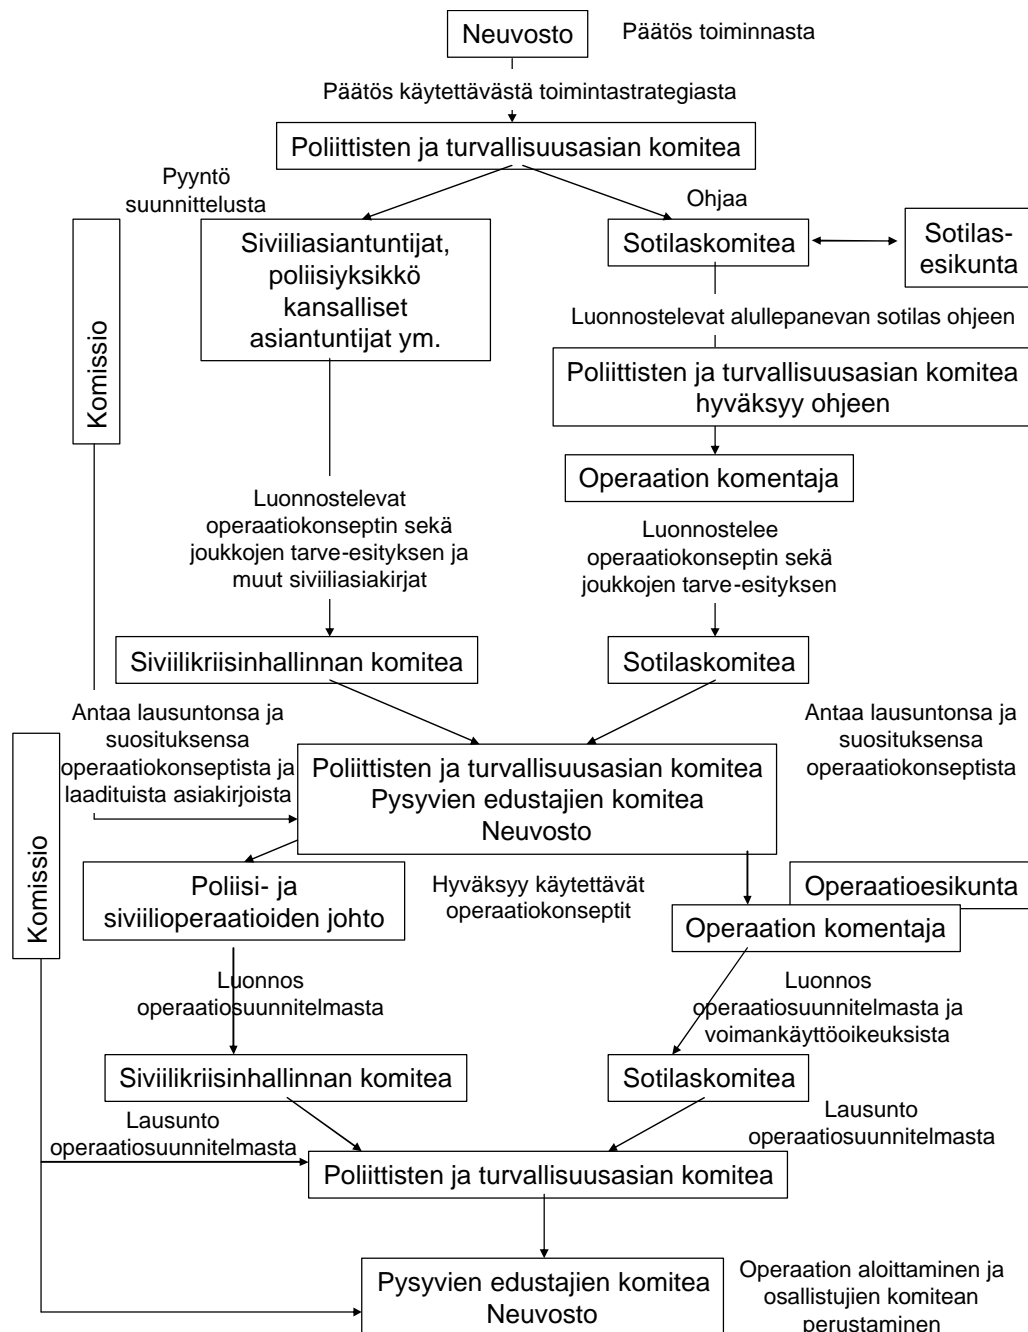 Neuvosto
Päätös toiminnasta
Päätös käytettävästä toimintastrategiasta
Poliittisten ja turvallisuusasian komitea
Pyyntö
suunnittelusta
Ohjaa
Komissio
Siviiliasiantuntijat,
poliisiyksikkö
kansalliset
asiantuntijat ym.
Sotilaskomitea
Sotilas-
esikunta
Luonnostelevat alullepanevan sotilas ohjeen
Poliittisten ja turvallisuusasian komitea
hyväksyy ohjeen
Operaation komentaja
Luonnostelevat
operaatiokonseptin sekä
joukkojen tarve-esityksen ja
muut siviiliasiakirjat
Luonnostelee
operaatiokonseptin sekä
joukkojen tarve-esityksen
Siviilikriisinhallinnan komitea
Sotilaskomitea
Antaa lausuntonsa ja
suosituksensa
operaatiokonseptista ja
laadituista asiakirjoista
Antaa lausuntonsa ja
suosituksensa
operaatiokonseptista
Komissio
Poliittisten ja turvallisuusasian komitea
Pysyvien edustajien komitea
Neuvosto
Poliisi- ja
siviilioperaatioiden johto
Hyväksyy käytettävät
operaatiokonseptit
Operaatioesikunta
Operaation komentaja
Luonnos
operaatiosuunnitelmasta
Luonnos
operaatiosuunnitelmasta ja
voimankäyttöoikeuksista
Siviilikriisinhallinnan komitea
Sotilaskomitea
Lausunto
operaatiosuunnitelmasta
Lausunto
operaatiosuunnitelmasta
Poliittisten ja turvallisuusasian komitea
Pysyvien edustajien komitea
Neuvosto
Operaation aloittaminen ja
osallistujien komitean
perustaminen